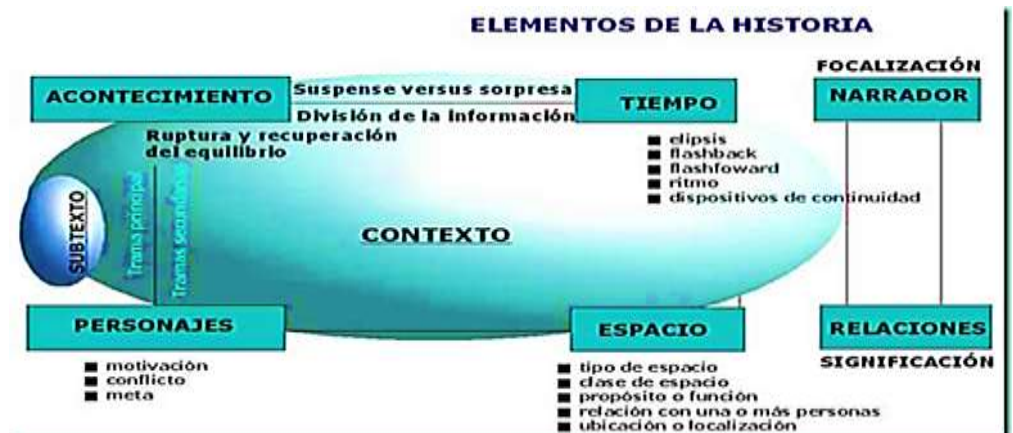 ELEMENTOS DE LA HISTORIA
ACONTECIMIENTO
Suspense versus sorpresa
División de la información
Ruptura y recuperación
del equilibrio
TIEMPO
elipsis
flashback
flashfoward
ritmo
dispositivos de continuidad
FOCALIZACIÓN
NARRADOR
SUBTEXTO
Trama principal
Tramas secundarias
CONTEXTO
PERSONAJES
motivación
conflicto
meta
ESPACIO
tipo de espacio
clase de espacio
propósito o función
relación con una o más personas
ubicación o localización
RELACIONES
SIGNIFICACIÓN